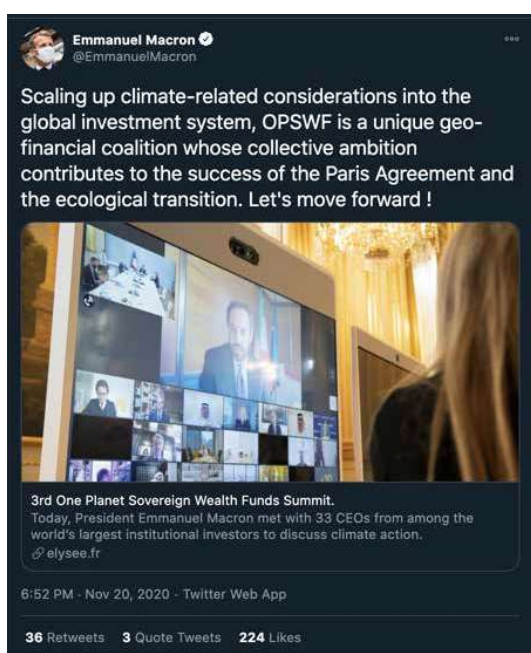 Emmanuel Macron
@EmmanuelMacron
Scaling up climate-related considerations into the
global investment system, OPSWF is a unique geo-
financial coalition whose collective ambition
contributes to the success of the Paris Agreement and
the ecological transition. Let's move forward !
3rd One Planet Sovereign Wealth Funds Summit.
Today, President Emmanuel Macron met with 33 CEOs from among the
world's largest institutional investors to discuss climate action.
elysee.fr
6:52 PM · Nov 20, 2020 · Twitter Web App
36 Retweets 3 Quote Tweets 224 Likes